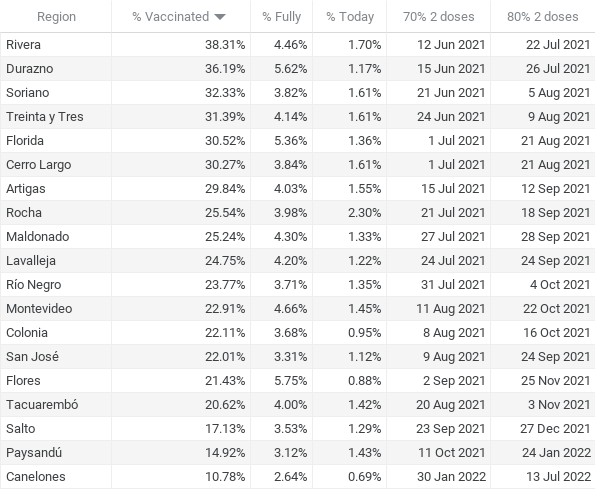 Region % Vaccinated % Fully % Today 70% 2 doses 80% 2 doses
Rivera 38.31% 4.46% 1.70% 12 Jun 2021 22 Jul 2021
Durazno 36.19% 5.62% 1.17% 15 Jun 2021 26 Jul 2021
Soriano 32.33% 3.82% 1.61% 21 Jun 2021 5 Aug 2021
Treinta y Tres 31.39% 4.14% 1.61% 24 Jun 2021 9 Aug 2021
Florida 30.52% 5.36% 1.36% 1 Jul 2021 21 Aug 2021
Cerro Largo 30.27% 3.84% 1.61% 1 Jul 2021 21 Aug 2021
Artigas 29.84% 4.03% 1.55% 15 Jul 2021 12 Sep 2021
Rocha 25.54% 3.98% 2.30% 21 Jul 2021 18 Sep 2021
Maldonado 25.24% 4.30% 1.33% 27 Jul 2021 28 Sep 2021
Lavalleja 24.75% 4.20% 1.22% 24 Jul 2021 24 Sep 2021
Río Negro 23.77% 3.71% 1.35% 31 Jul 2021 4 Oct 2021
Montevideo 22.91% 4.66% 1.45% 11 Aug 2021 22 Oct 2021
Colonia 22.11% 3.68% 0.95% 8 Aug 2021 16 Oct 2021
San José 22.01% 3.31% 1.12% 9 Aug 2021 24 Sep 2021
Flores 21.43% 5.75% 0.88% 2 Sep 2021 25 Nov 2021
Tacuarembó 20.62% 4.00% 1.42% 20 Aug 2021 3 Nov 2021
Salto 17.13% 3.53% 1.29% 23 Sep 2021 27 Dec 2021
Paysandú 14.92% 3.12% 1.43% 11 Oct 2021 24 Jan 2022
Canelones 10.78% 2.64% 0.69% 30 Jan 2022 13 Jul 2022